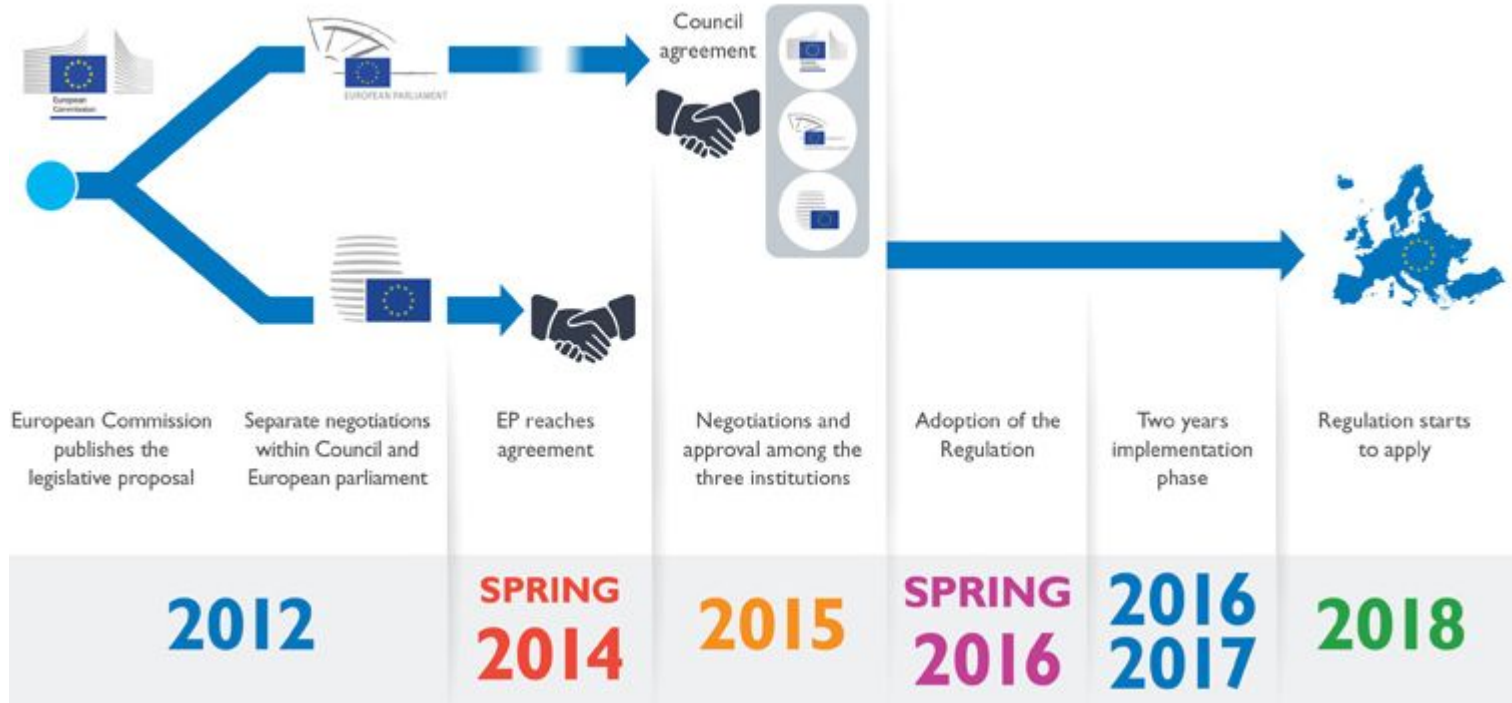 European
Commission
EUROPEAN PARLIAMENT
Council
agreement
European Commission
publishes the
legislative proposal
Separate negotiations
within Council and
European parliament
EP reaches
agreement
Negotiations and
approval among the
three institutions
Adoption of the
Regulation
Two years
implementation
phase
Regulation starts
to apply
2012
SPRING
2014
2015
SPRING
2016
2016
2017
2018